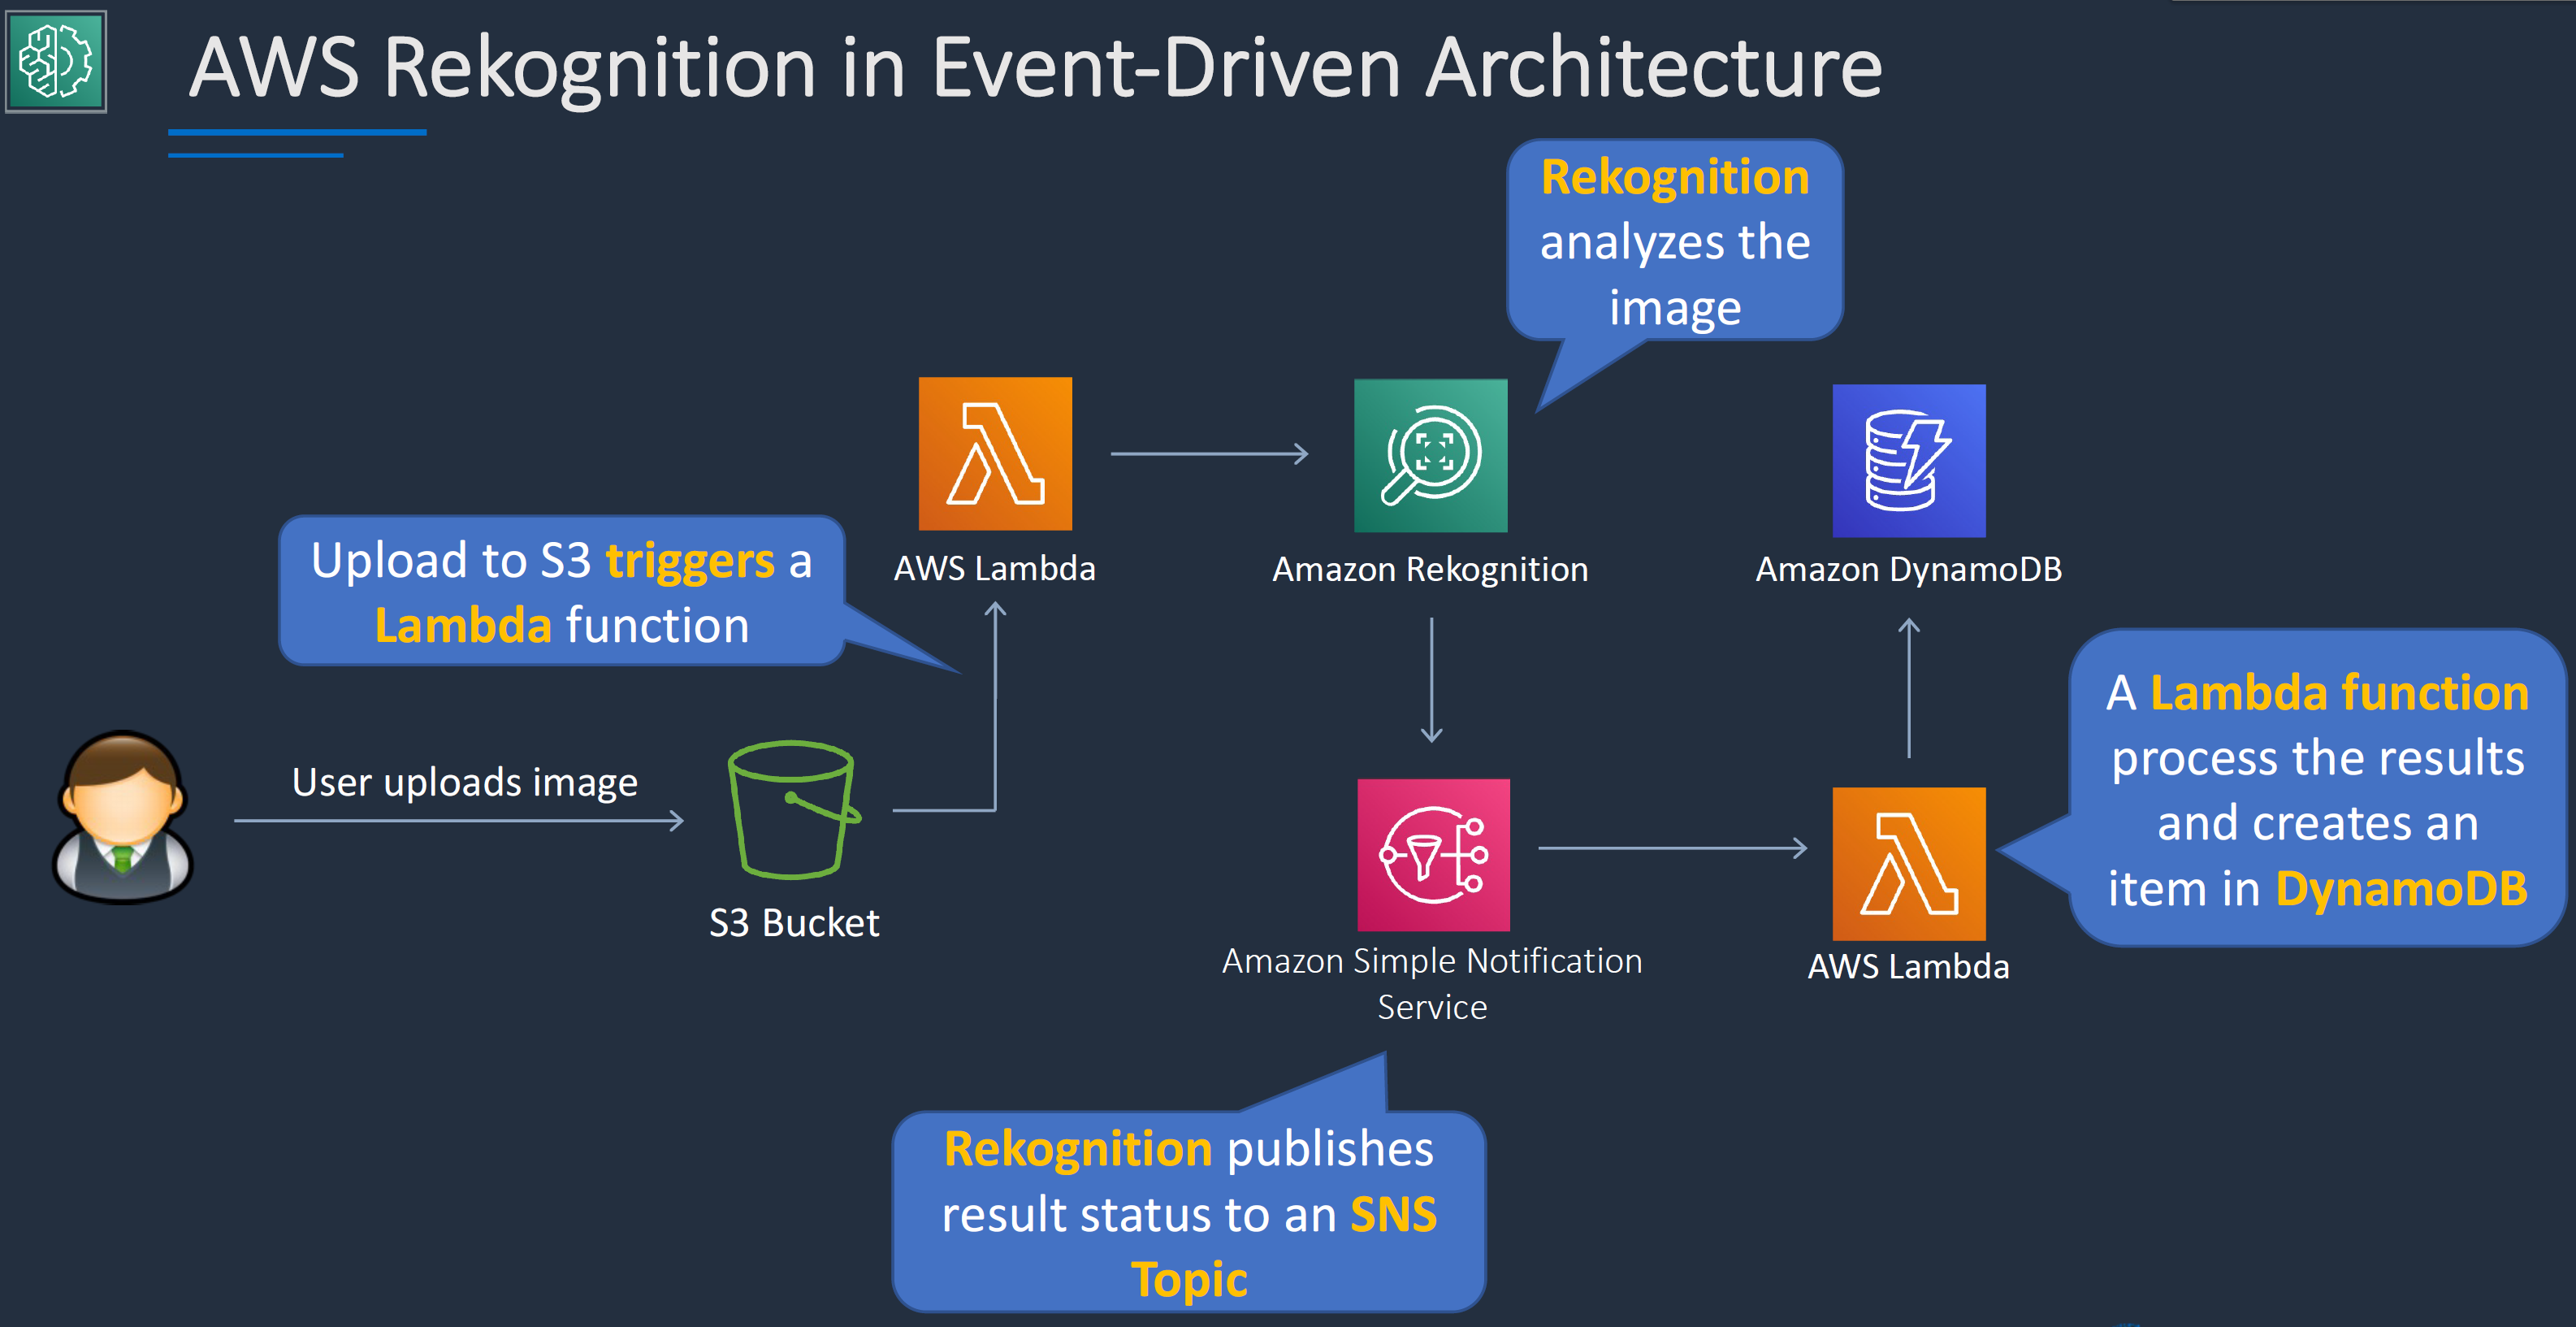 AWS Rekognition in Event-Driven Architecture
Rekognition
analyzes the
image
Upload to S3 triggers a
Lambda function
AWS Lambda
Amazon Rekognition
Amazon DynamoDB
User uploads image
S3 Bucket
A Lambda function
process the results
and creates an
item in DynamoDB
Amazon Simple Notification
Service
AWS Lambda
Rekognition publishes
result status to an SNS
Topic